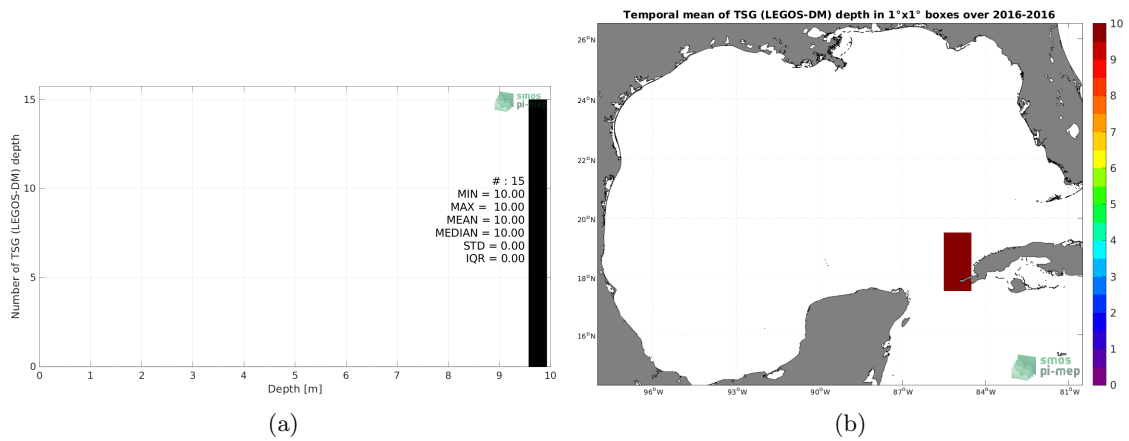 Temporal mean of TSG (LEGOS-DM) depth in 1°x1° boxes over 2016-2016
smos
pi-mep
Number of TSG (LEGOS-DM) depth
15
10
5
0
# : 15
MIN = 10.00
MAX = 10.00
MEAN = 10.00
MEDIAN = 10.00
STD = 0.00
IQR = 0.00
0 1 2 3 4 5 6 7 8 9 10
Depth [m]
(a)
26°N
24°N
22°N
20°N
18°N
16°N
96°W 93°W 90°W 87°W 84°W 81°W
smos
pi-mep
10
9
8
7
6
5
4
3
2
1
0
(b)